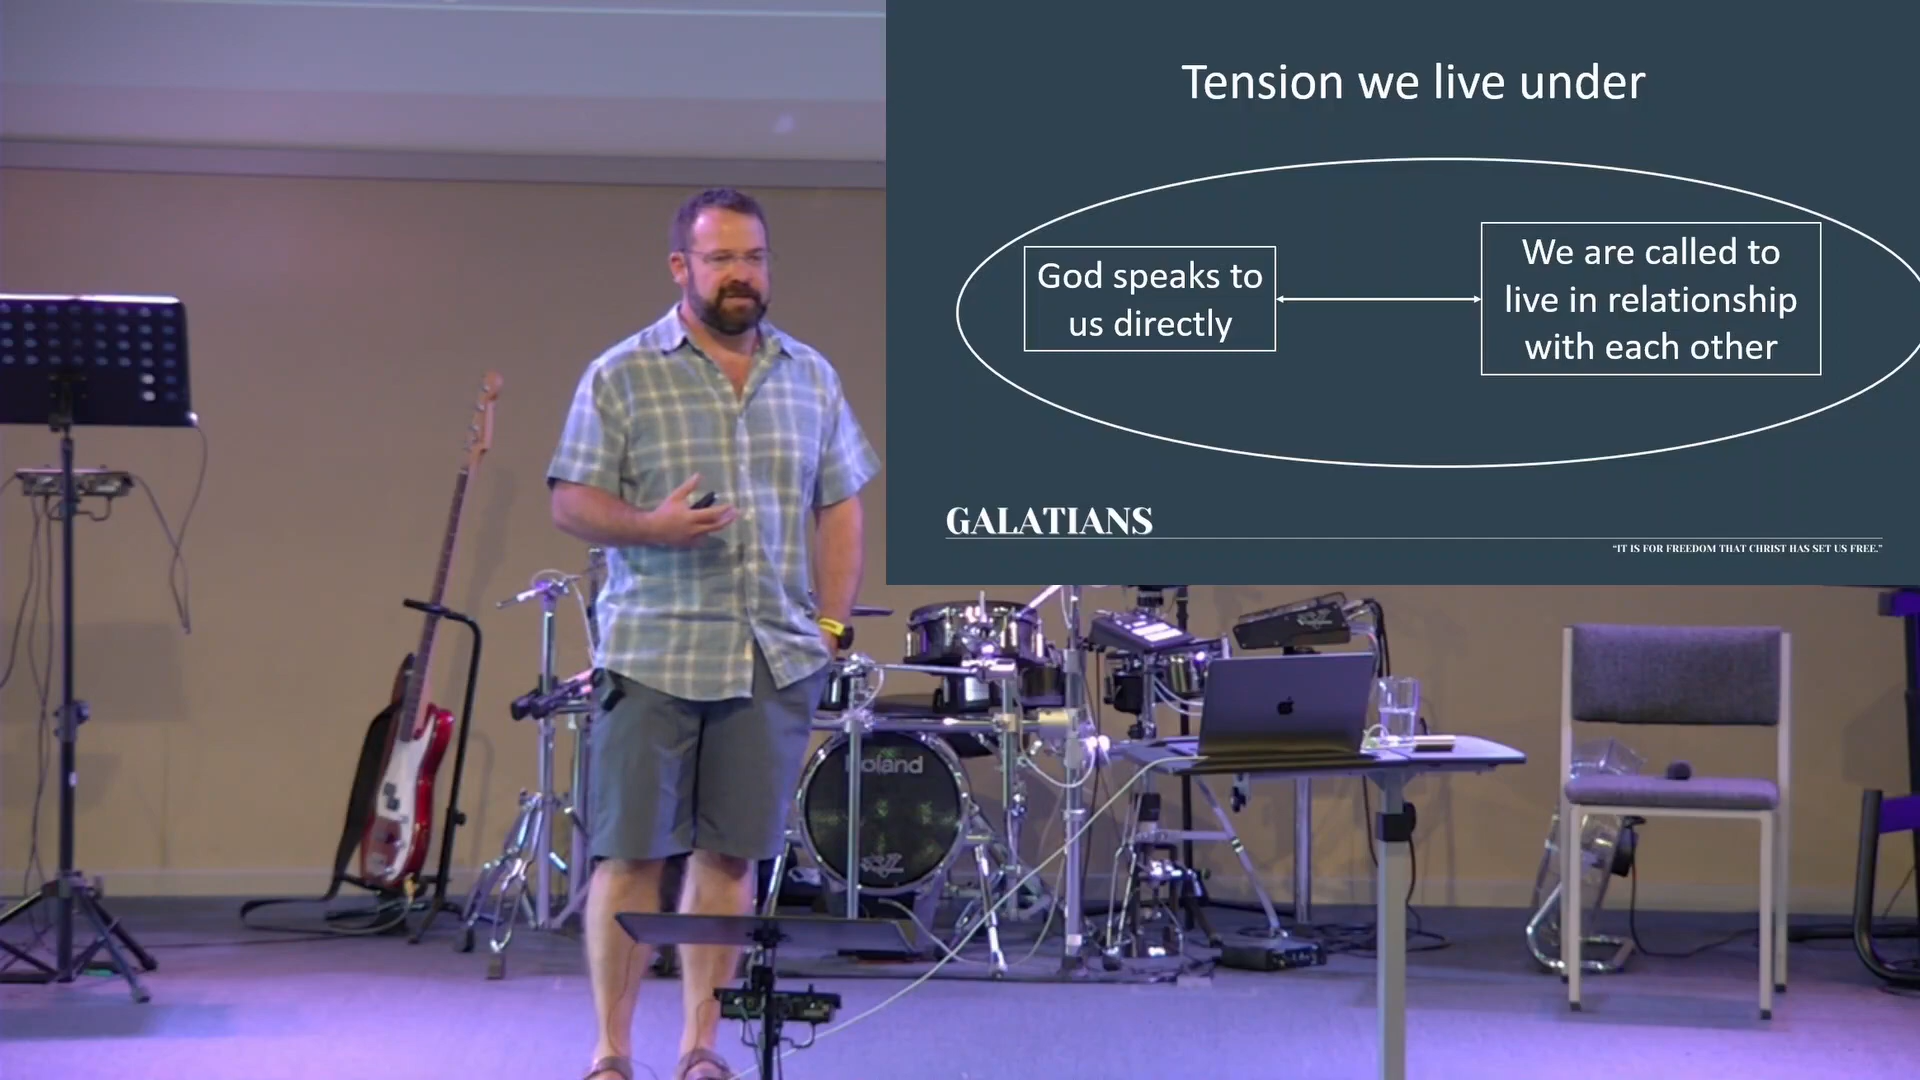 Tension we live under
God speaks to
us directly
We are called to
live in relationship
with each other
GALATIANS
“IT IS FOR FREEDOM THAT CHRIST HAS SET US FREE.”
Roland